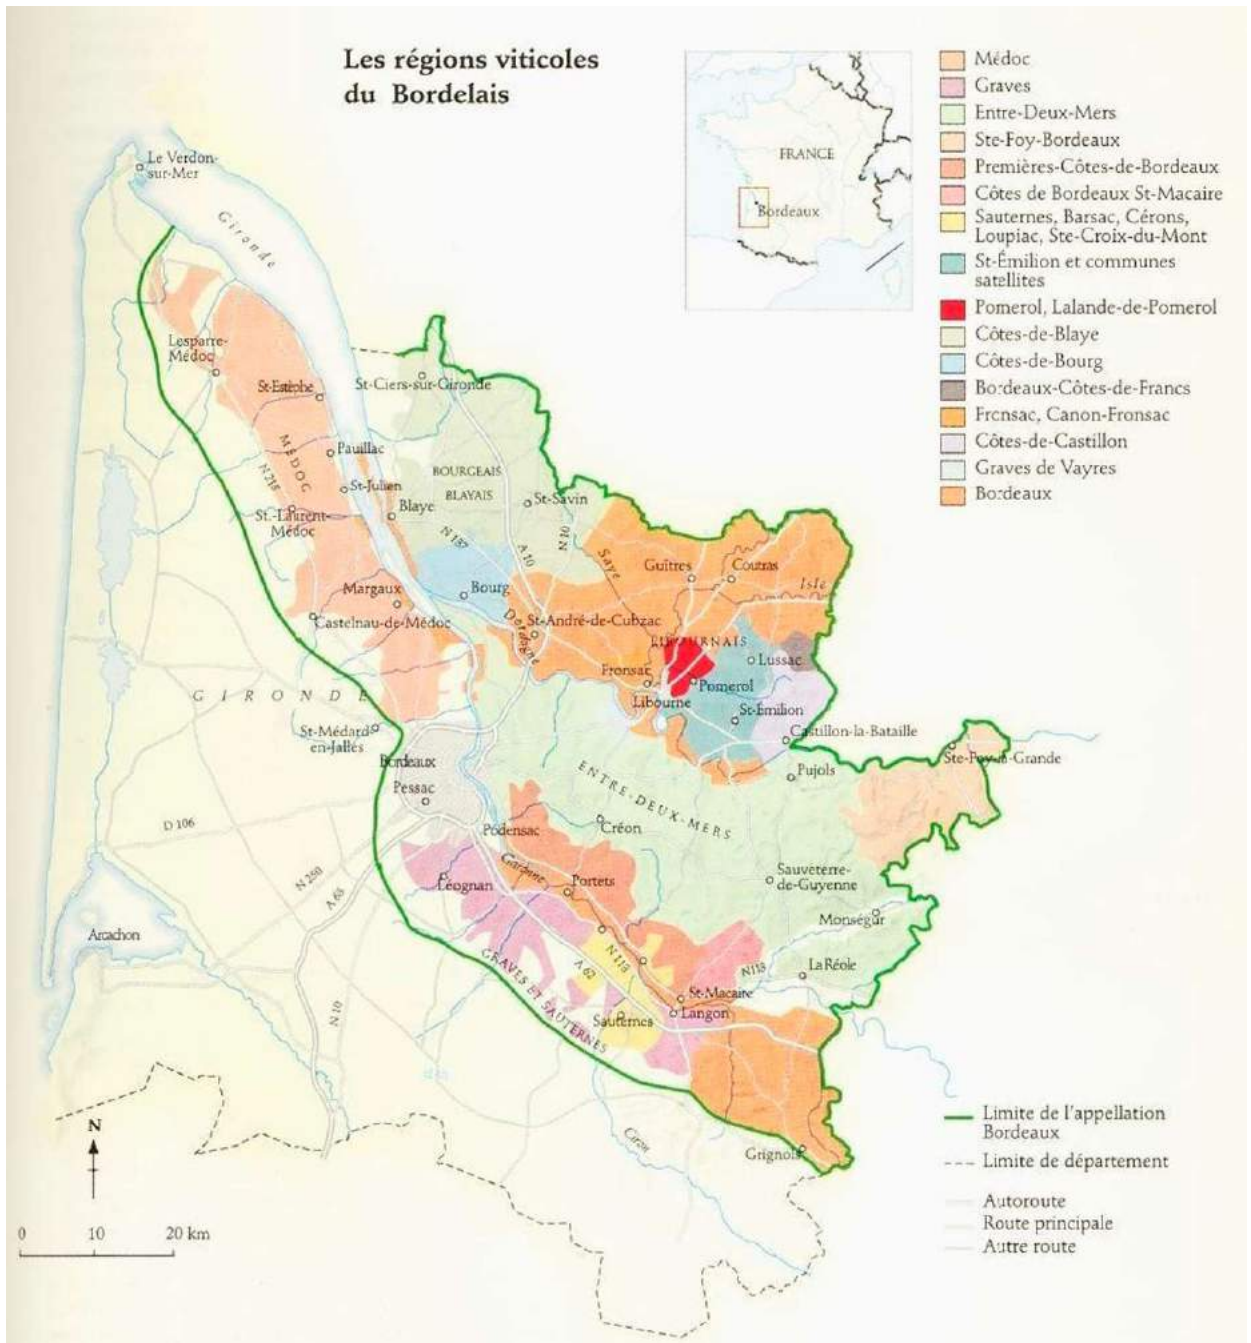 Les régions viticoles
du Bordelais
FRANCE
Bordeaux
Médoc
Graves
Entre-Deux-Mers
Ste-Foy-Bordeaux
Premières-Côtes-de-Bordeaux
Côtes de Bordeaux St-Macaire
Sauternes, Barsac, Cérons,
Loupiac, Ste-Croix-du-Mont
St-Émilion et communes
satellites
Pomerol, Lalande-de-Pomerol
Côtes-de-Blaye
Côtes-de-Bourg
Bordeaux-Côtes-de-Francs
Fronsac, Canon-Fronsac
Côtes-de-Castillon
Graves de Vayres
Bordeaux
Le Verdon-
sur-Mer
Gironde
Lesparre-
Médoc
St-Estèphe
St-Ciers-sur-Gironde
MÉDOC
N 215
Pauillac
BOURGEAIS
BLAYAIS
St-Julien
St-Savin
Blaye
St.-Laurent-
Médoc
N 137
A 10
N 10
Saye
Guîtres
Coutras
Isle
Margaux
Bourg
Castelnau-de-Médoc
Dordogne
St-André-de-Cubzac
LIBOURNAIS
Lussac
Fronsac
Pomerol
GIRONDE
Libourne
St-Émilion
St-Médard-
en-Jalles
Castillon-la-Bataille
Bordeaux
Ste-Foy-la-Grande
Pujols
Pessac
ENTRE-DEUX-MERS
D 106
Podensac
Créon
N 250
A 63
Garonne
Portets
Sauveterre-
de-Guyenne
Léognan
Monségur
Arcachon
GRAVES ET SAUTERNES
A 62
N 113
N113
La Réole
St-Macaire
N 10
Sauternes
Langon
Ciron
Grignols
N
0 10 20 km
Limite de l'appellation
Bordeaux
Limite de département
Autoroute
Route principale
Autre route